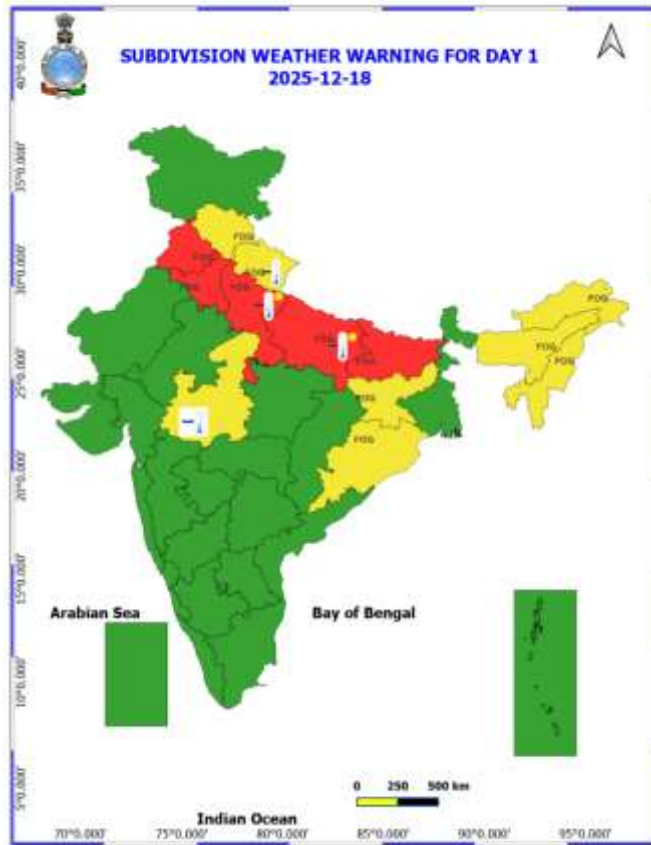 SUBDIVISION WEATHER WARNING FOR DAY 1
2025-12-18
40°0.000'
35°0.000'
30°0.000'
25°0.000'
20°0.000'
15°0.000'
10°0.000'
5°0.000'
FOG
FOG
FOG
FOG
FOG
FOG
FOG
FOG
FOG
FOG
FOG
FOG
Arabian Sea
Bay of Bengal
0 250 500 km
Indian Ocean
70°0.000' 75°0.000' 80°0.000' 85°0.000' 90°0.000' 95°0.000'